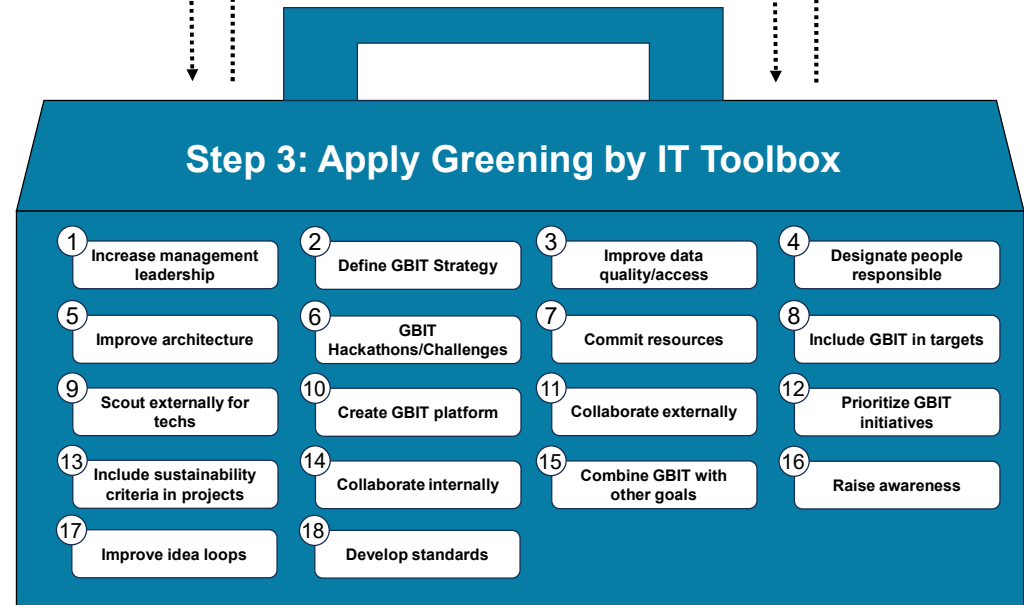 Step 3: Apply Greening by IT Toolbox
1
Increase management
leadership
2
Define GBIT Strategy
3
Improve data
quality/access
4
Designate people
responsible
5
Improve architecture
6
GBIT
Hackathons/Challenges
7
Commit resources
8
Include GBIT in targets
9
Scout externally for
techs
10
Create GBIT platform
11
Collaborate externally
12
Prioritize GBIT
initiatives
13
Include sustainability
criteria in projects
14
Collaborate internally
15
Combine GBIT with
other goals
16
Raise awareness
17
Improve idea loops
18
Develop standards